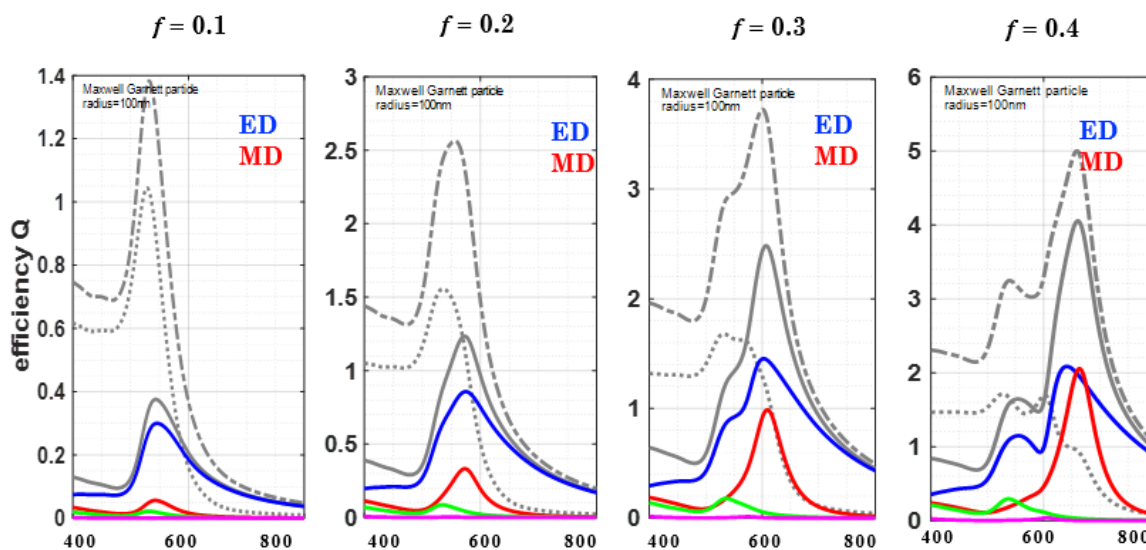 f = 0.1
f = 0.2
f = 0.3
f = 0.4
efficiency Q
1.4
1.2
1
0.8
0.6
0.4
0.2
0
Maxwell Garnett particle
radius=100nm
ED
MD
400 600 800
3
2.5
2
1.5
1
0.5
0
Maxwell Garnett particle
radius=100nm
ED
MD
400 600 800
4
3
2
1
0
Maxwell Garnett particle
radius=100nm
ED
MD
400 600 800
6
5
4
3
2
1
0
Maxwell Garnett particle
radius=100nm
ED
MD
400 600 800